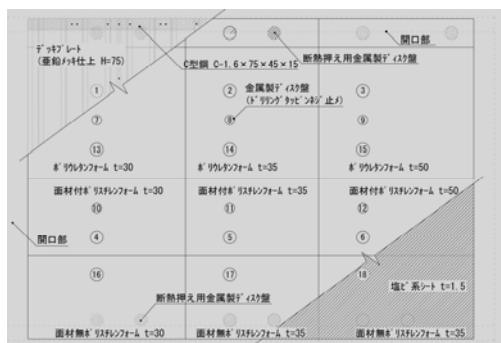 開口部
デッキプレート
(亜鉛メッキ仕上 H=75)
C型鋼 C-1.6×75×45×15
断熱押え用金属製ディスク盤
①
②
金属製ディスク盤
(ドリリングタッピンネジ止メ)
③
⑦
⑧
⑨
⑬
⑭
⑮
ポリウレタンフォーム t=30
ポリウレタンフォーム t=35
ポリウレタンフォーム t=50
面材付ポリスチレンフォーム t=30
面材付ポリスチレンフォーム t=35
面材付ポリスチレンフォーム t=50
⑩
⑪
⑫
開口部
④
⑤
⑥
⑯
⑰
⑱
塩ビ系シート t=1.5
断熱押え用金属製ディスク盤
面材無ポリスチレンフォーム t=30
面材無ポリスチレンフォーム t=35
面材無ポリスチレンフォーム t=35